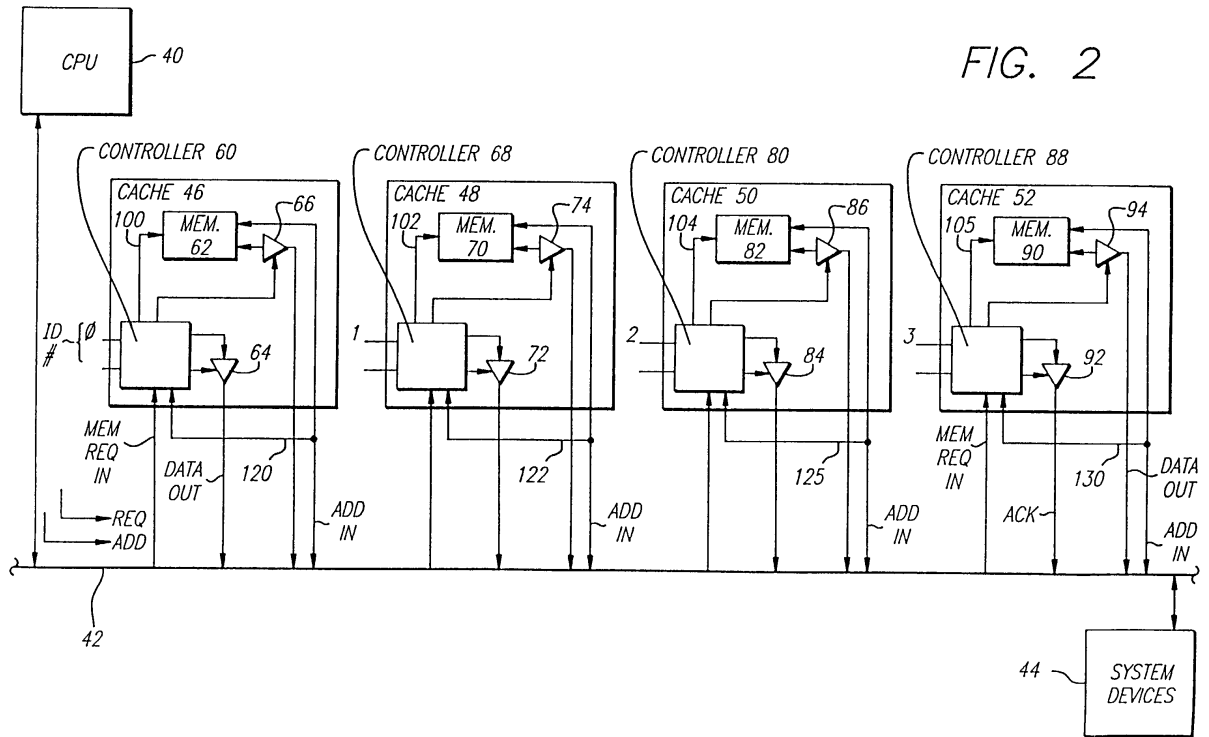 CPU
40
FIG. 2
CONTROLLER 60
CACHE 46
66
100
MEM.
62
ID
#
Ø
64
MEM
REQ
IN
DATA
OUT
120
ADD
IN
REQ
ADD
CONTROLLER 68
CACHE 48
74
102
MEM.
70
1
72
122
ADD
IN
CONTROLLER 80
CACHE 50
86
104
MEM.
82
2
84
125
ADD
IN
CONTROLLER 88
CACHE 52
94
105
MEM.
90
3
92
MEM
REQ
IN
130
DATA
OUT
ACK
ADD
IN
42
44
SYSTEM
DEVICES